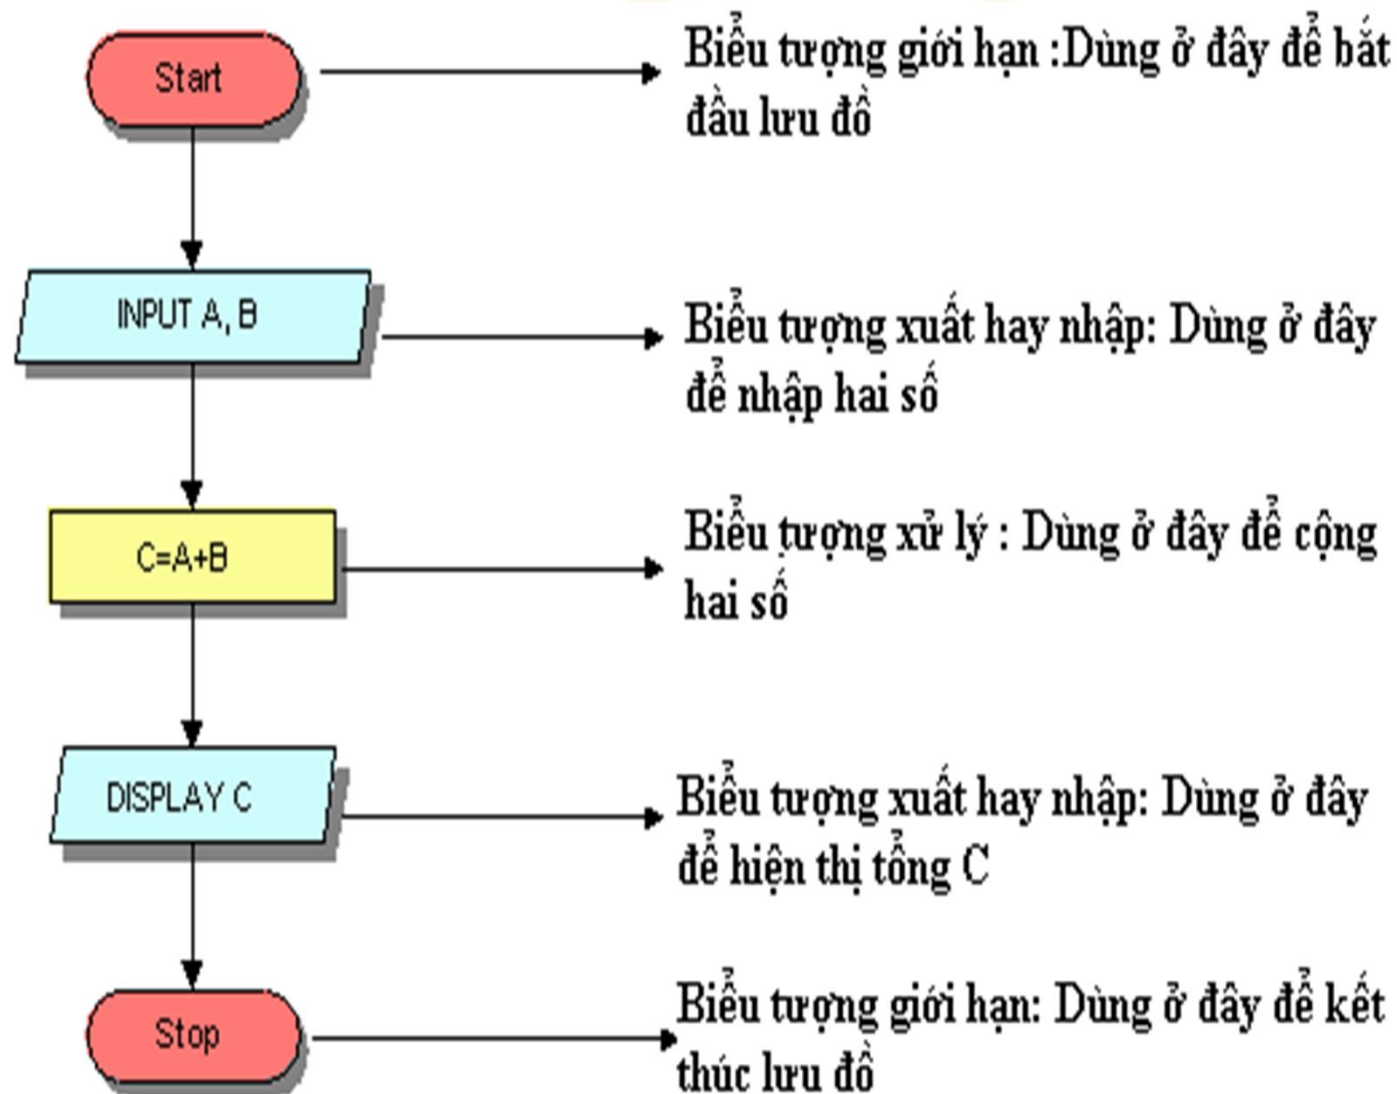 Start
Biểu tượng giới hạn :Dùng ở đây để bắt
đầu lưu đồ
INPUT A, B
Biểu tượng xuất hay nhập: Dùng ở đây
để nhập hai số
C=A+B
Biểu tượng xử lý : Dùng ở đây để cộng
hai số
DISPLAY C
Biểu tượng xuất hay nhập: Dùng ở đây
để hiện thị tổng C
Stop
Biểu tượng giới hạn: Dùng ở đây để kết
thúc lưu đồ